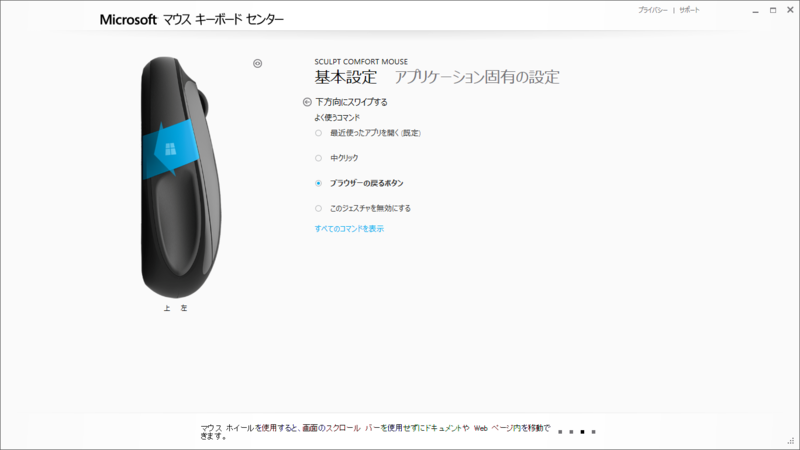 プライバシー | サポート
Microsoft マウス キーボード センター
SCULPT COMFORT MOUSE
基本設定 アプリケーション固有の設定
下方向にスワイプする
よく使うコマンド
最近使ったアプリを開く (既定)
中クリック
ブラウザーの戻るボタン
このジェスチャを無効にする
すべてのコマンドを表示
上 左
マウス ホイールを使用すると、画面のスクロール バーを使用せずにドキュメントや Web ページ内を移動で
きます。